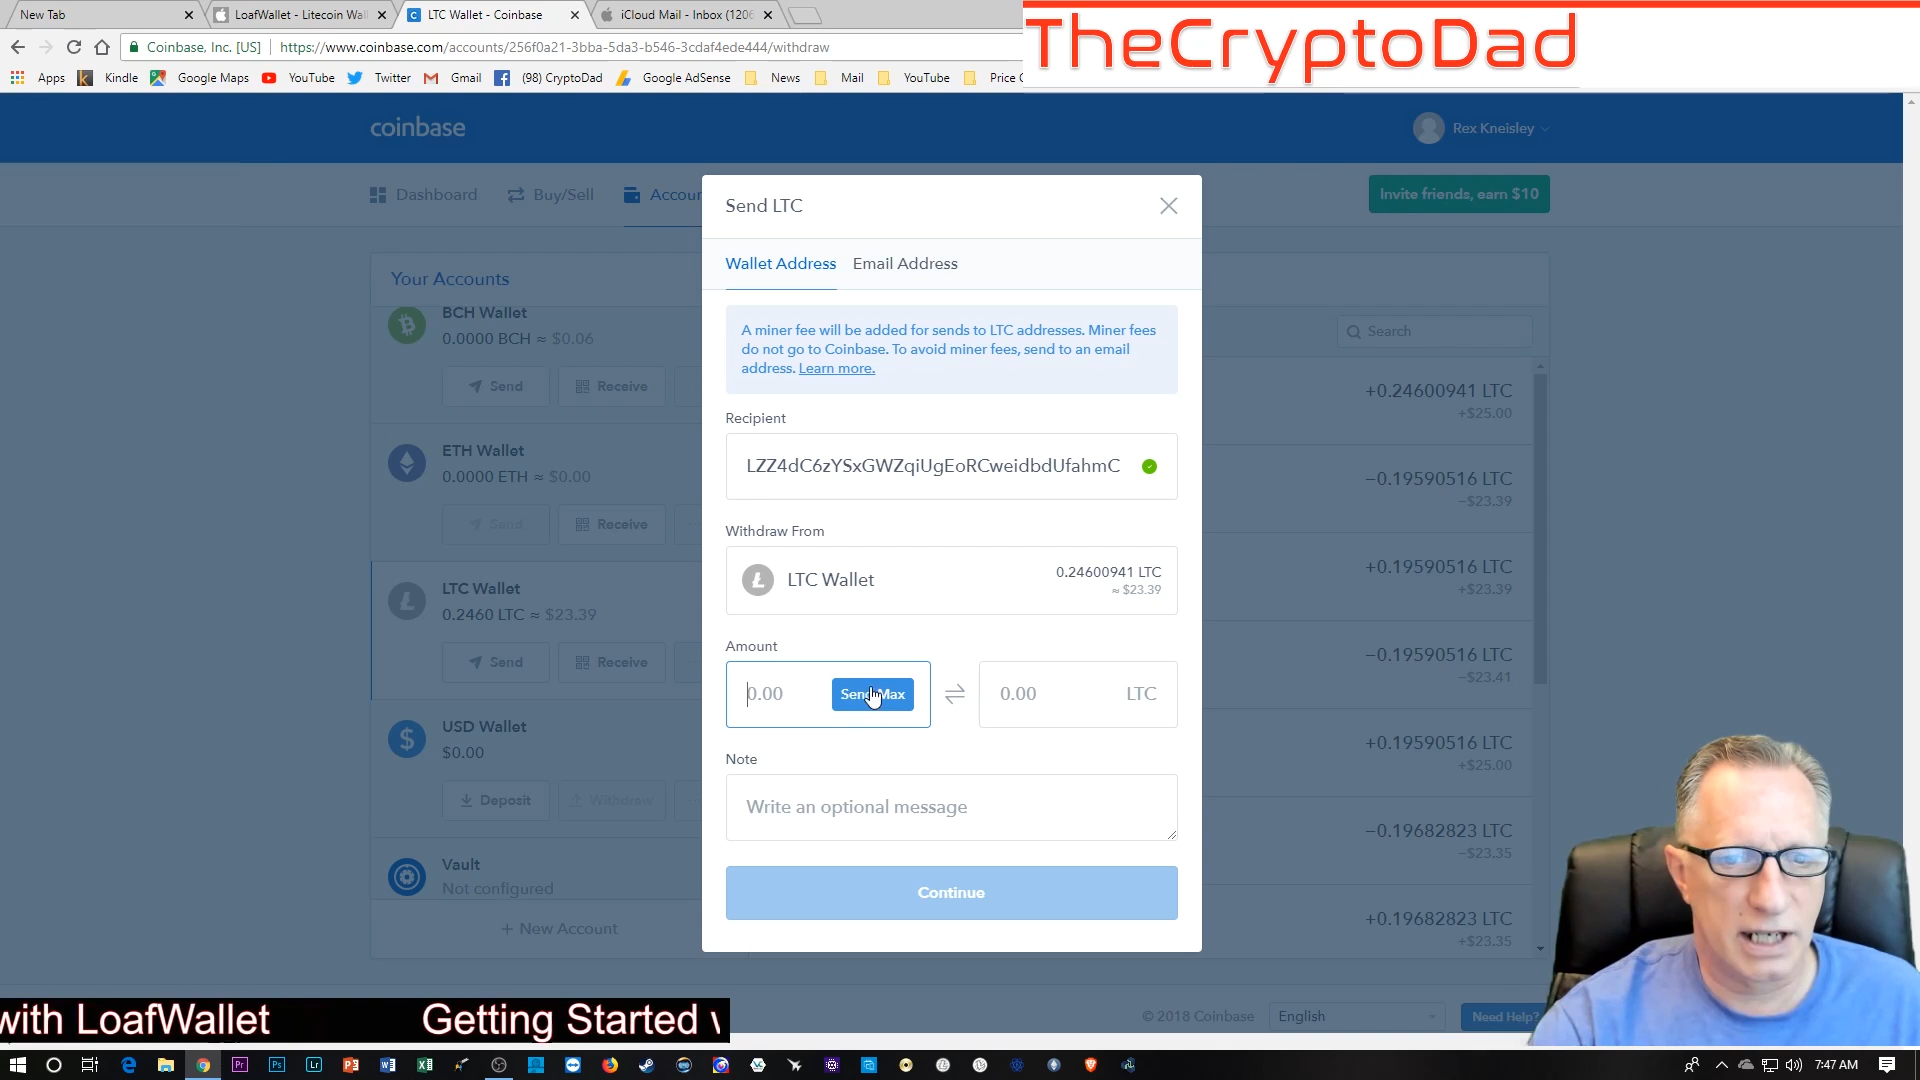 New Tab
LoafWallet - Litecoin Wall
LTC Wallet - Coinbase
iCloud Mail - Inbox (1206
TheCryptoDad
Coinbase, Inc. [US]
https://www.coinbase.com/accounts/256f0a21-3bba-5da3-b546-3cdaf4ede444/withdraw
Apps
Kindle
Google Maps
YouTube
Twitter
Gmail
(98) CryptoDad
Google AdSense
News
Mail
YouTube
Price C
coinbase
Rex Kneisley
Dashboard
Buy/Sell
Accou
Invite friends, earn $10
Your Accounts
BCH Wallet
0.0000 BCH ≈ $0.06
Send
Receive
ETH Wallet
0.0000 ETH ≈ $0.00
Send
Receive
LTC Wallet
0.2460 LTC ≈ $23.39
Send
Receive
USD Wallet
$0.00
Deposit
Withdraw
Vault
Not configured
+ New Account
Send LTC
Wallet Address
Email Address
A miner fee will be added for sends to LTC addresses. Miner fees
do not go to Coinbase. To avoid miner fees, send to an email
address. Learn more.
Recipient
LZZ4dC6zYSxGWZqiUgEoRCweidbdUfahmC
Withdraw From
LTC Wallet
0.24600941 LTC
≈ $23.39
Amount
0.00
Send Max
0.00
LTC
Note
Write an optional message
Continue
Search
+0.24600941 LTC
+$25.00
−0.19590516 LTC
−$23.39
+0.19590516 LTC
+$23.39
−0.19590516 LTC
−$23.41
+0.19590516 LTC
+$25.00
−0.19682823 LTC
−$23.35
+0.19682823 LTC
+$23.35
© 2018 Coinbase
English
Need Help?
with LoafWallet
Getting Started
7:47 AM